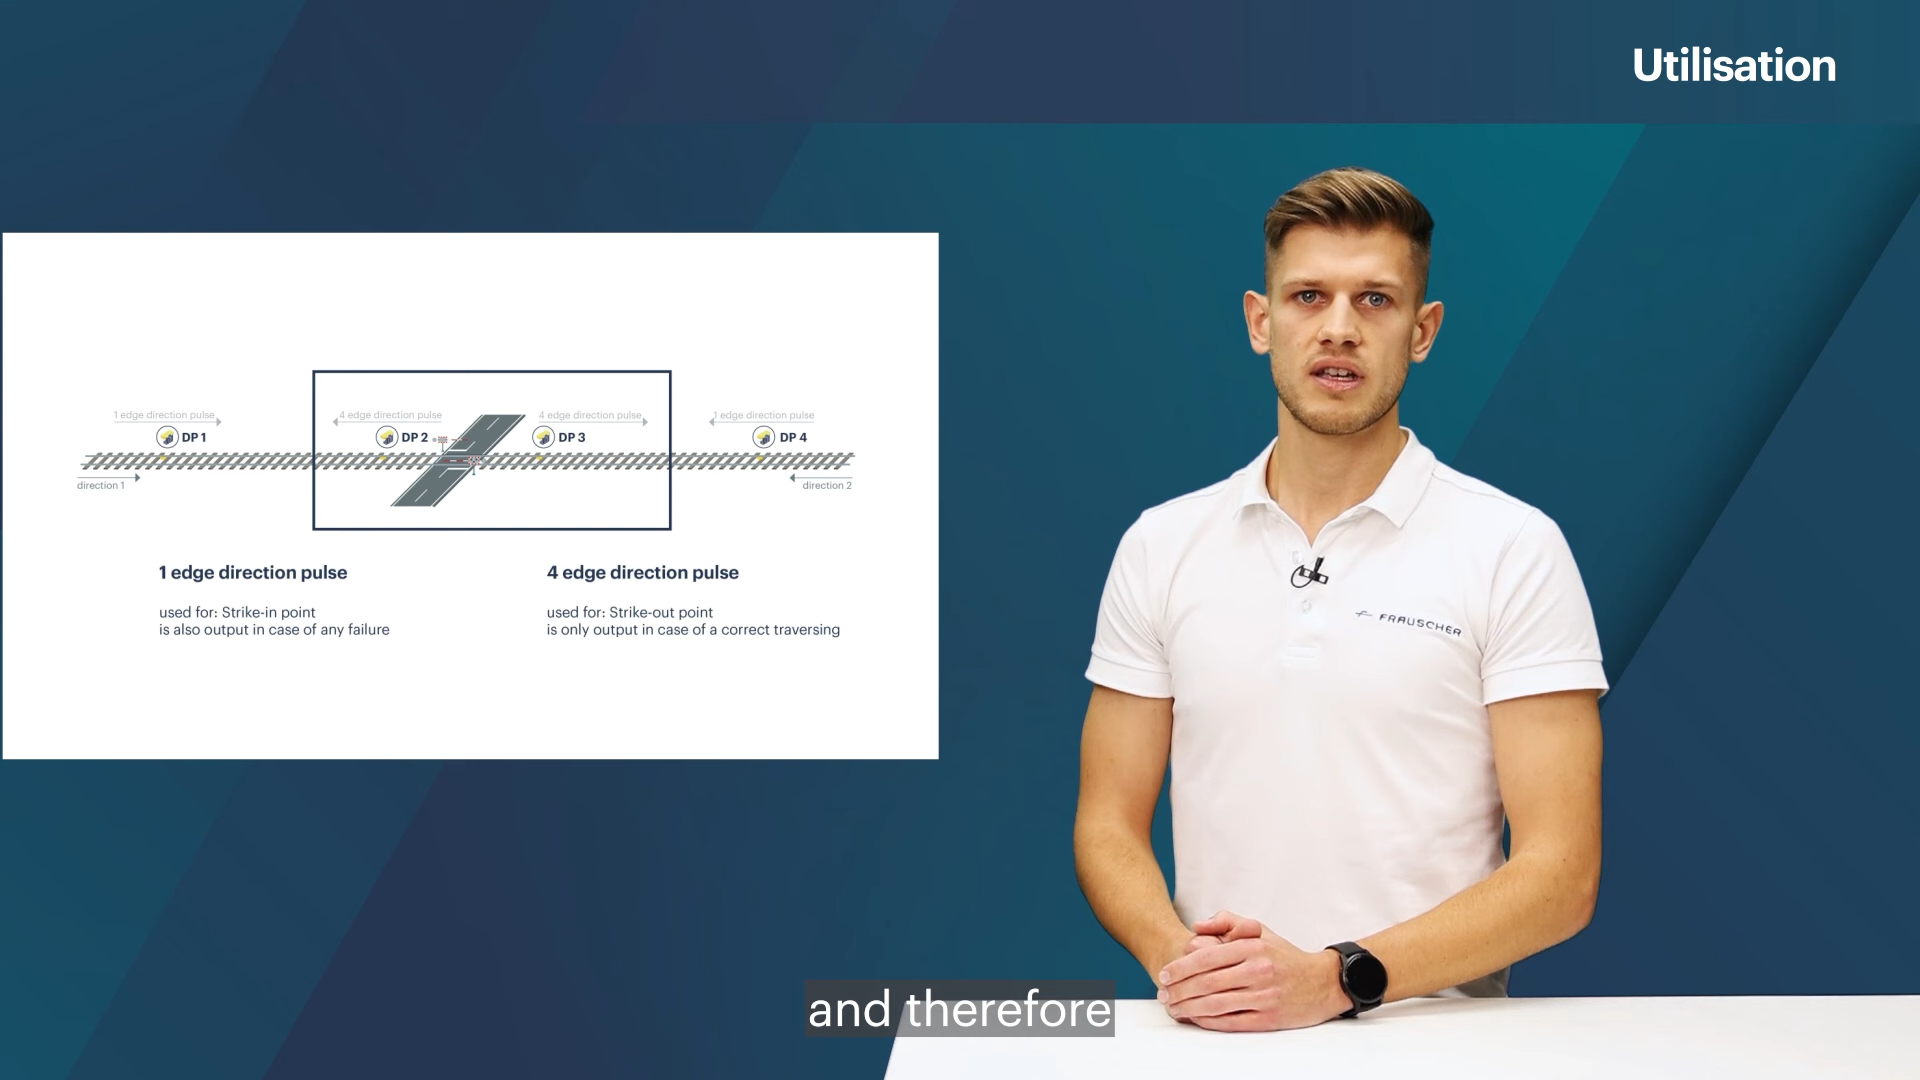 Utilisation
1 edge direction pulse
4 edge direction pulse
4 edge direction pulse
1 edge direction pulse
DP 1
DP 2
DP 3
DP 4
direction 1
direction 2
1 edge direction pulse
used for: Strike-in point
is also output in case of any failure
4 edge direction pulse
used for: Strike-out point
is only output in case of a correct traversing
FRAUSCHER
and therefore